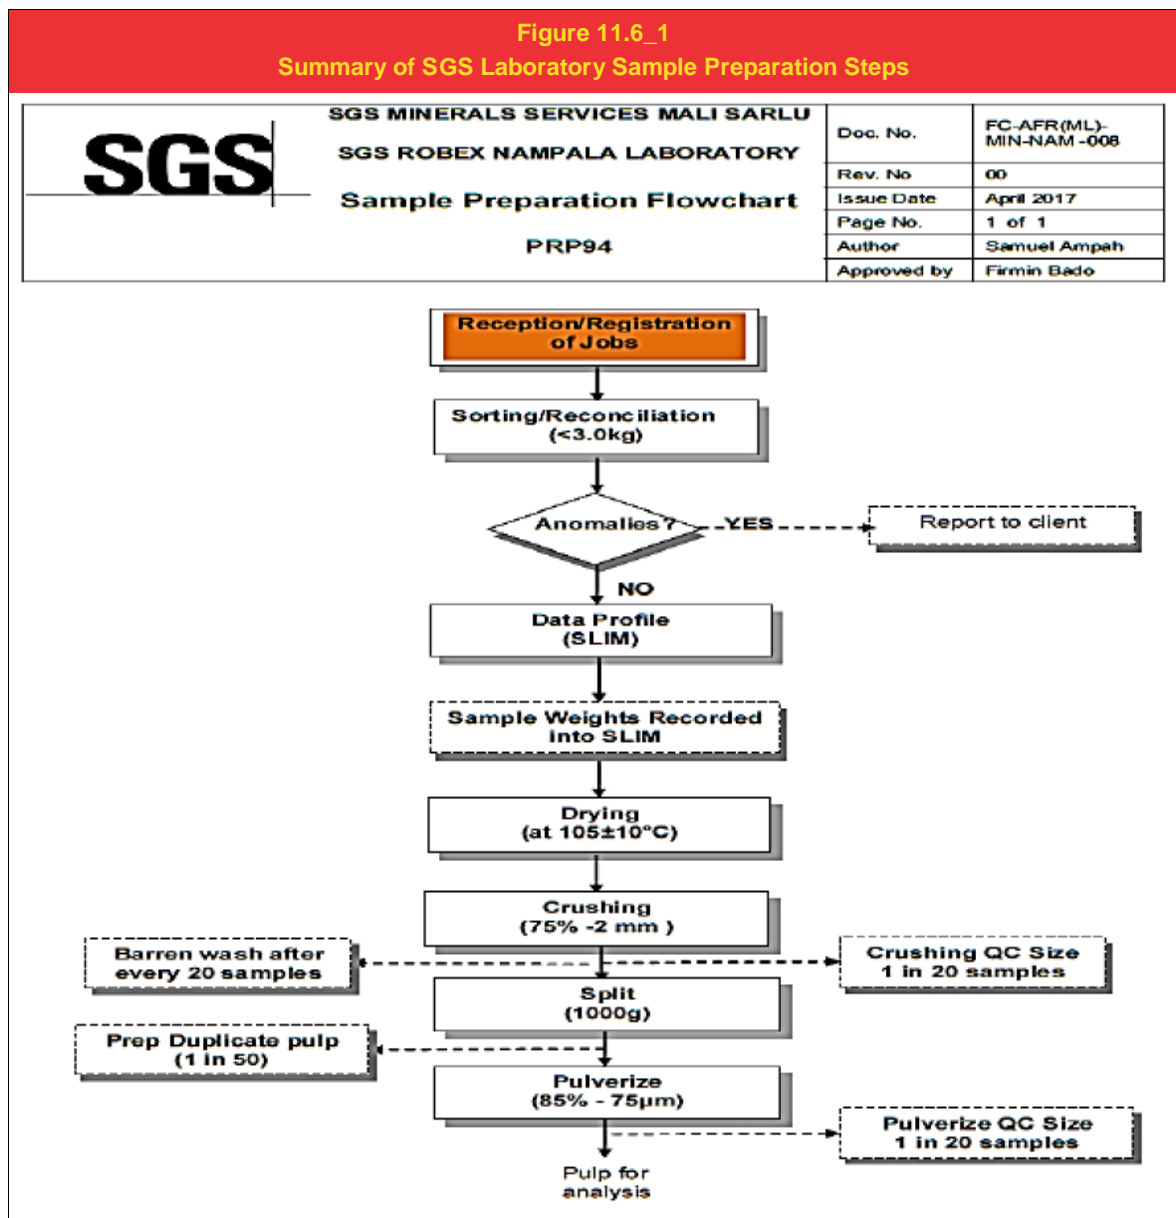 Figure 11.6_1
Summary of SGS Laboratory Sample Preparation Steps
SGS
SGS MINERALS SERVICES MALI SARLU
SGS ROBEX NAMPALA LABORATORY
Sample Preparation Flowchart
PRP94
Doc. No.
FC-AFR(ML)-
MIN-NAM -008
Rev. No
00
Issue Date
April 2017
Page No.
1 of 1
Author
Samuel Ampah
Approved by
Firmin Bado
Reception/Registration
of Jobs
Sorting/Reconciliation
(<3.0kg)
Anomalies?
YES
Report to client
NO
Data Profile
(SLIM)
Sample Weights Recorded
into SLIM
Drying
(at 105±10°C)
Crushing
(75% -2 mm )
Barren wash after
every 20 samples
Crushing QC Size
1 in 20 samples
Split
(1000g)
Prep Duplicate pulp
(1 in 50)
Pulverize
(85% - 75µm)
Pulverize QC Size
1 in 20 samples
Pulp for
analysis